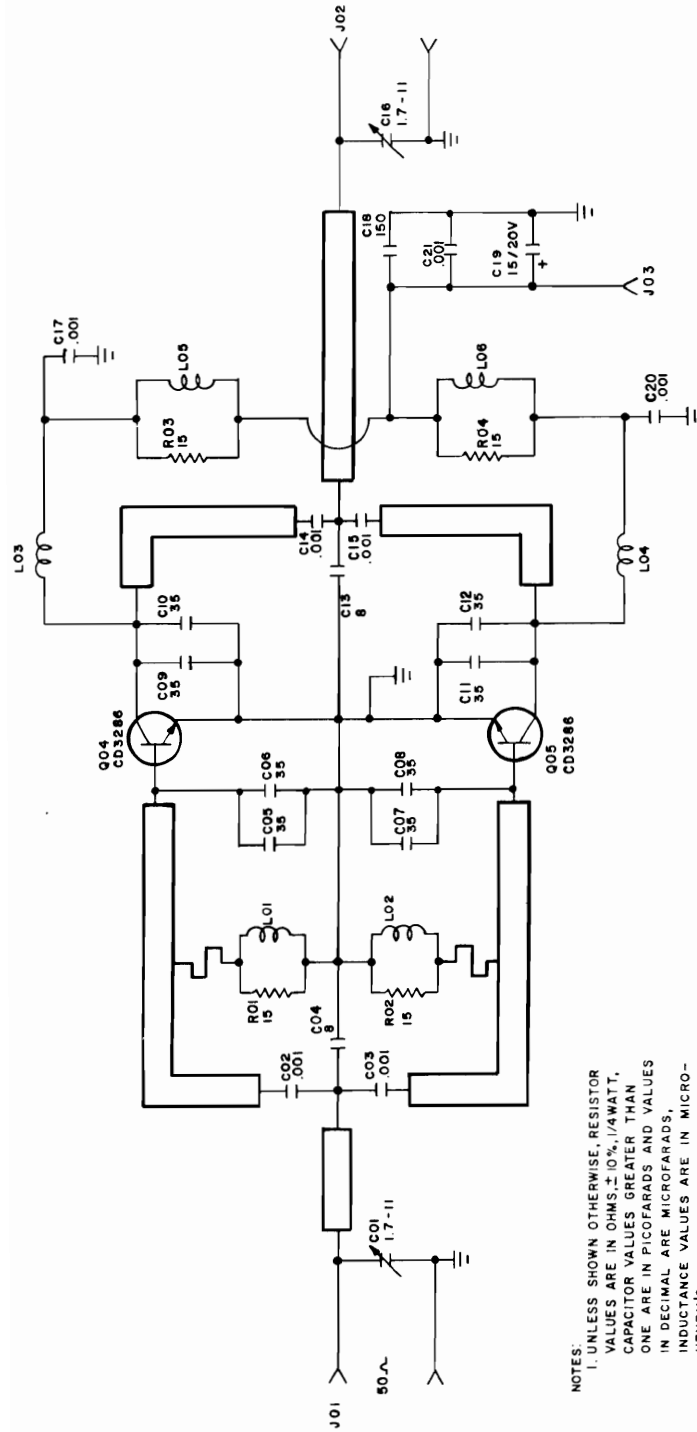 J01
50Ω
C01
1.7-11
C02
.001
C03
.001
C04
8
R01
15
L01
R02
15
L02
C05
35
C06
35
C07
35
C08
35
Q04
CD3286
Q05
CD3286
C09
35
C10
35
C11
35
C12
35
L03
L04
C13
8
C14
.001
C15
.001
R03
15
L05
R04
15
L06
C17
.001
C20
.001
C18
150
C21
.001
C19
15/20V
+
J03
C16
1.7-11
J02
NOTES:
1. UNLESS SHOWN OTHERWISE, RESISTOR
VALUES ARE IN OHMS, ± 10%, 1/4 WATT,
CAPACITOR VALUES GREATER THAN
ONE ARE IN PICOFARADS AND VALUES
IN DECIMAL ARE MICROFARADS,
INDUCTANCE VALUES ARE IN MICRO-